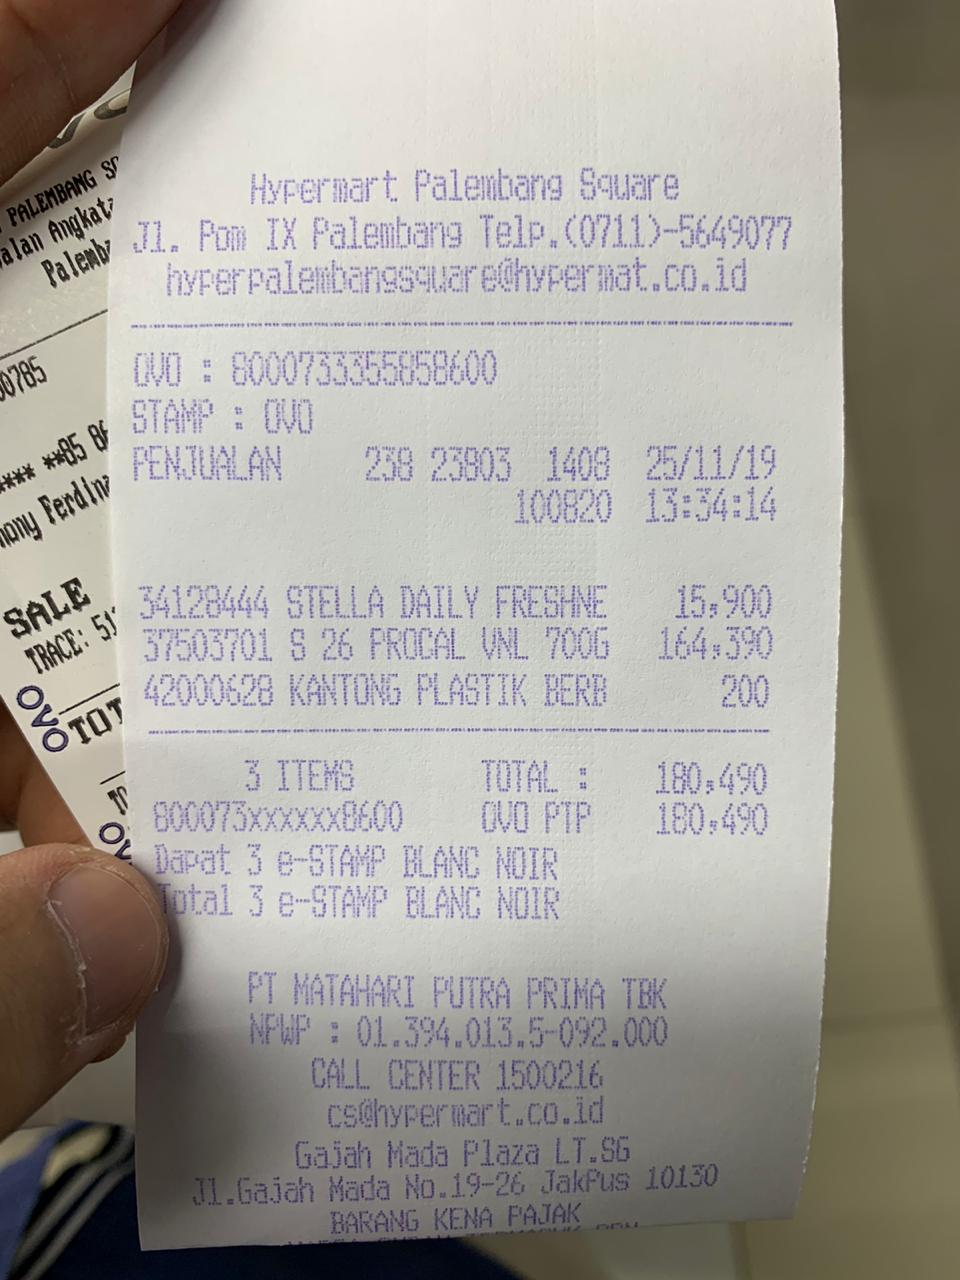 Hypermart Palembang Square
Jl. Pom IX Palembang Telp.(0711)-5649077
hyperpalembangsquare@hypermat.co.id
OVO : 8000733355858600
STAMP : OVO
PENJUALAN 238 23803 1408 25/11/19
100820 13:34:14
34128444 STELLA DAILY FRESHNE 15,900
37503701 S 26 PROCAL VNL 700G 164,390
42000628 KANTONG PLASTIK BERB 200
3 ITEMS TOTAL : 180,490
800073xxxxxx8600 OVO PTP 180,490
Dapat 3 e-STAMP BLANC NOIR
Total 3 e-STAMP BLANC NOIR
PT MATAHARI PUTRA PRIMA TBK
NPWP : 01.394.013.5-092.000
CALL CENTER 1500216
cs@hypermart.co.id
Gajah Mada Plaza LT.SG
Jl.Gajah Mada No.19-26 JakPus 10130
BARANG KENA PAJAK
PALEMBANG
alan Angkata
Palemb
00785
**** **85 86
SALE
TRACE: 51
OVO